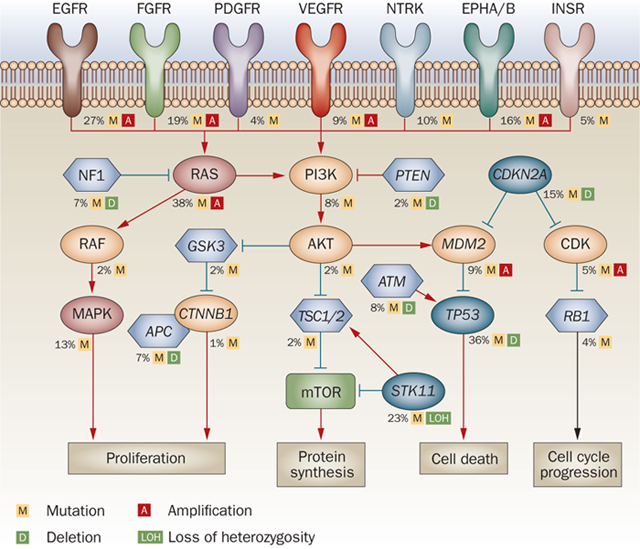 EGFR FGFR PDGFR VEGFR NTRK EPHA/B INSR
27% M A 19% M A 4% M 9% M A 10% M 16% M A 5% M
NF1 RAS PI3K PTEN CDKN2A
7% M D 38% M A 8% M 2% M D 15% M D
RAF GSK3 AKT MDM2 CDK
2% M 2% M 2% M 9% M A 5% M A
ATM
8% M D
MAPK APC CTNNB1 TSC1/2 TP53 RB1
13% M 7% M D 1% M 2% M 36% M D 4% M
mTOR STK11
23% M LOH
Proliferation
Protein
synthesis
Cell death
Cell cycle
progression
M Mutation A Amplification
D Deletion LOH Loss of heterozygosity